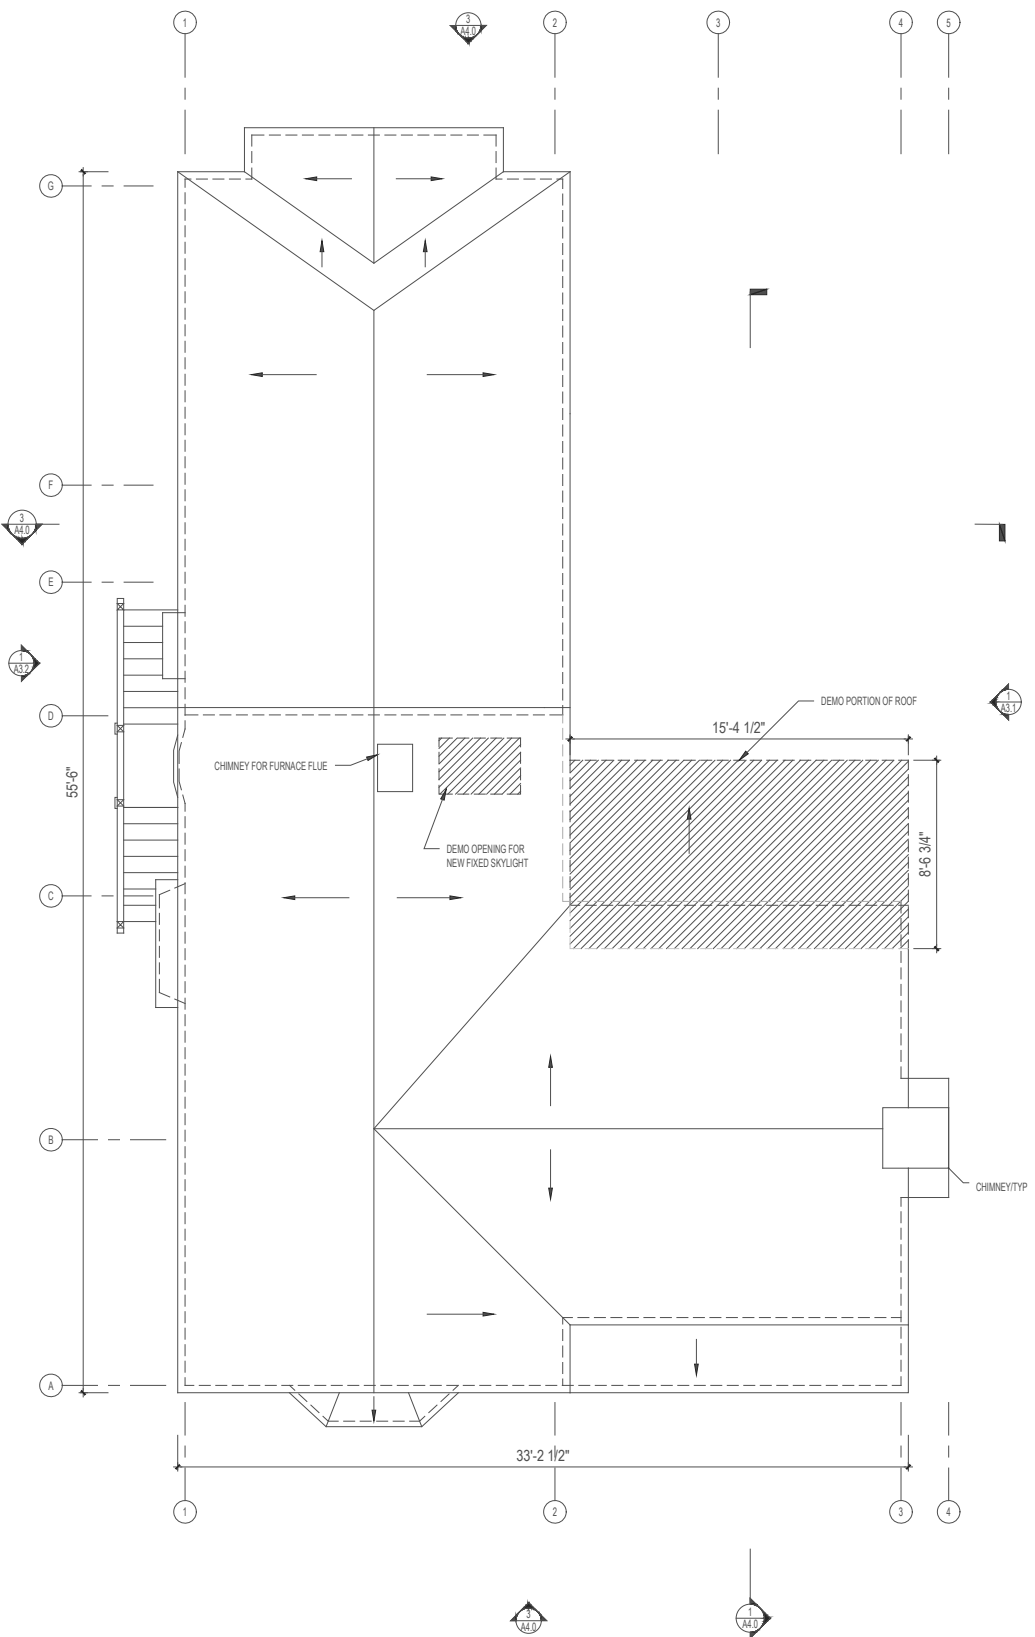 1
3
A4.0
2
3
4
5
G
F
3
A4.0
E
1
A3.2
D
DEMO PORTION OF ROOF
1
A3.1
15'-4 1/2"
CHIMNEY FOR FURNACE FLUE
55'-6"
DEMO OPENING FOR
NEW FIXED SKYLIGHT
8'-6 3/4"
C
B
CHIMNEY/TYP
A
33'-2 1/2"
1
2
3
4
3
A4.0
1
A4.0